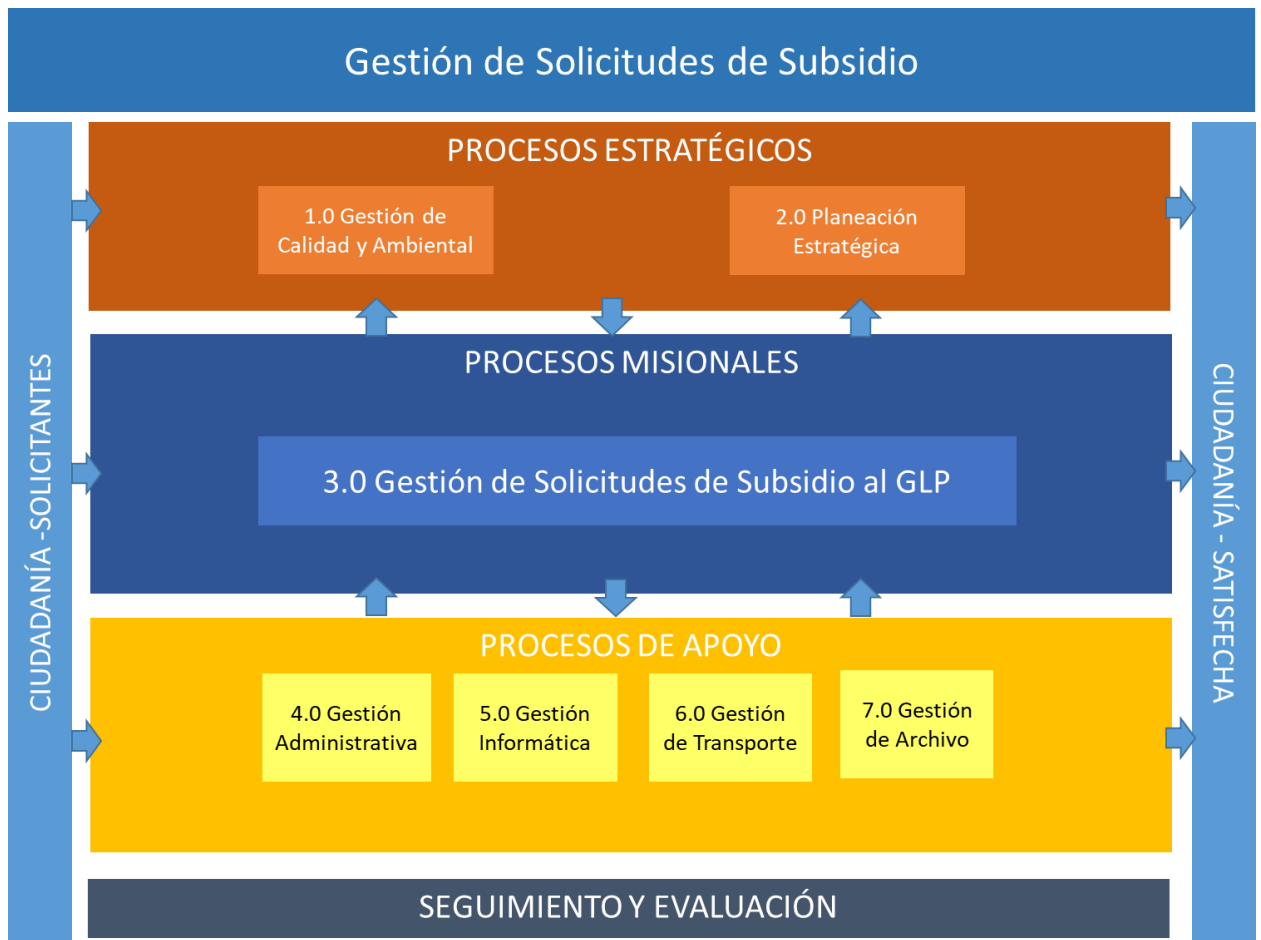 Gestión de Solicitudes de Subsidio
CIUDADANÍA -SOLICITANTES
PROCESOS ESTRATÉGICOS
1.0 Gestión de
Calidad y Ambiental
2.0 Planeación
Estratégica
PROCESOS MISIONALES
3.0 Gestión de Solicitudes de Subsidio al GLP
PROCESOS DE APOYO
4.0 Gestión
Administrativa
5.0 Gestión
Informática
6.0 Gestión
de Transporte
7.0 Gestión
de Archivo
SEGUIMIENTO Y EVALUACIÓN
CIUDADANÍA - SATISFECHA